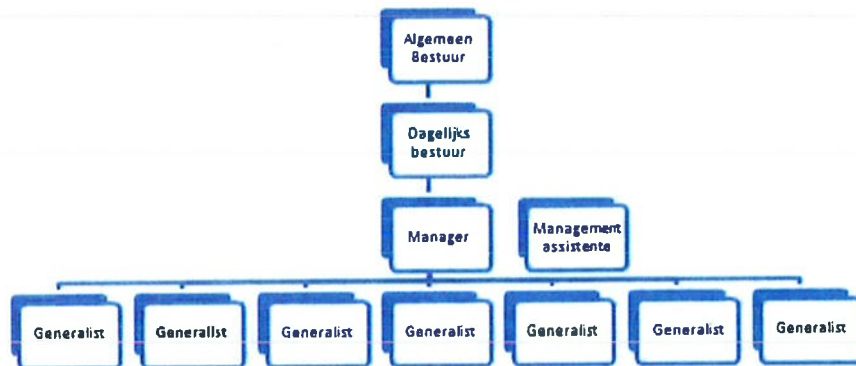 Algemeen
Bestuur
Dagelijks
bestuur
Manager
Management
assistente
Generalist
Generalist
Generalist
Generalist
Generalist
Generalist
Generalist